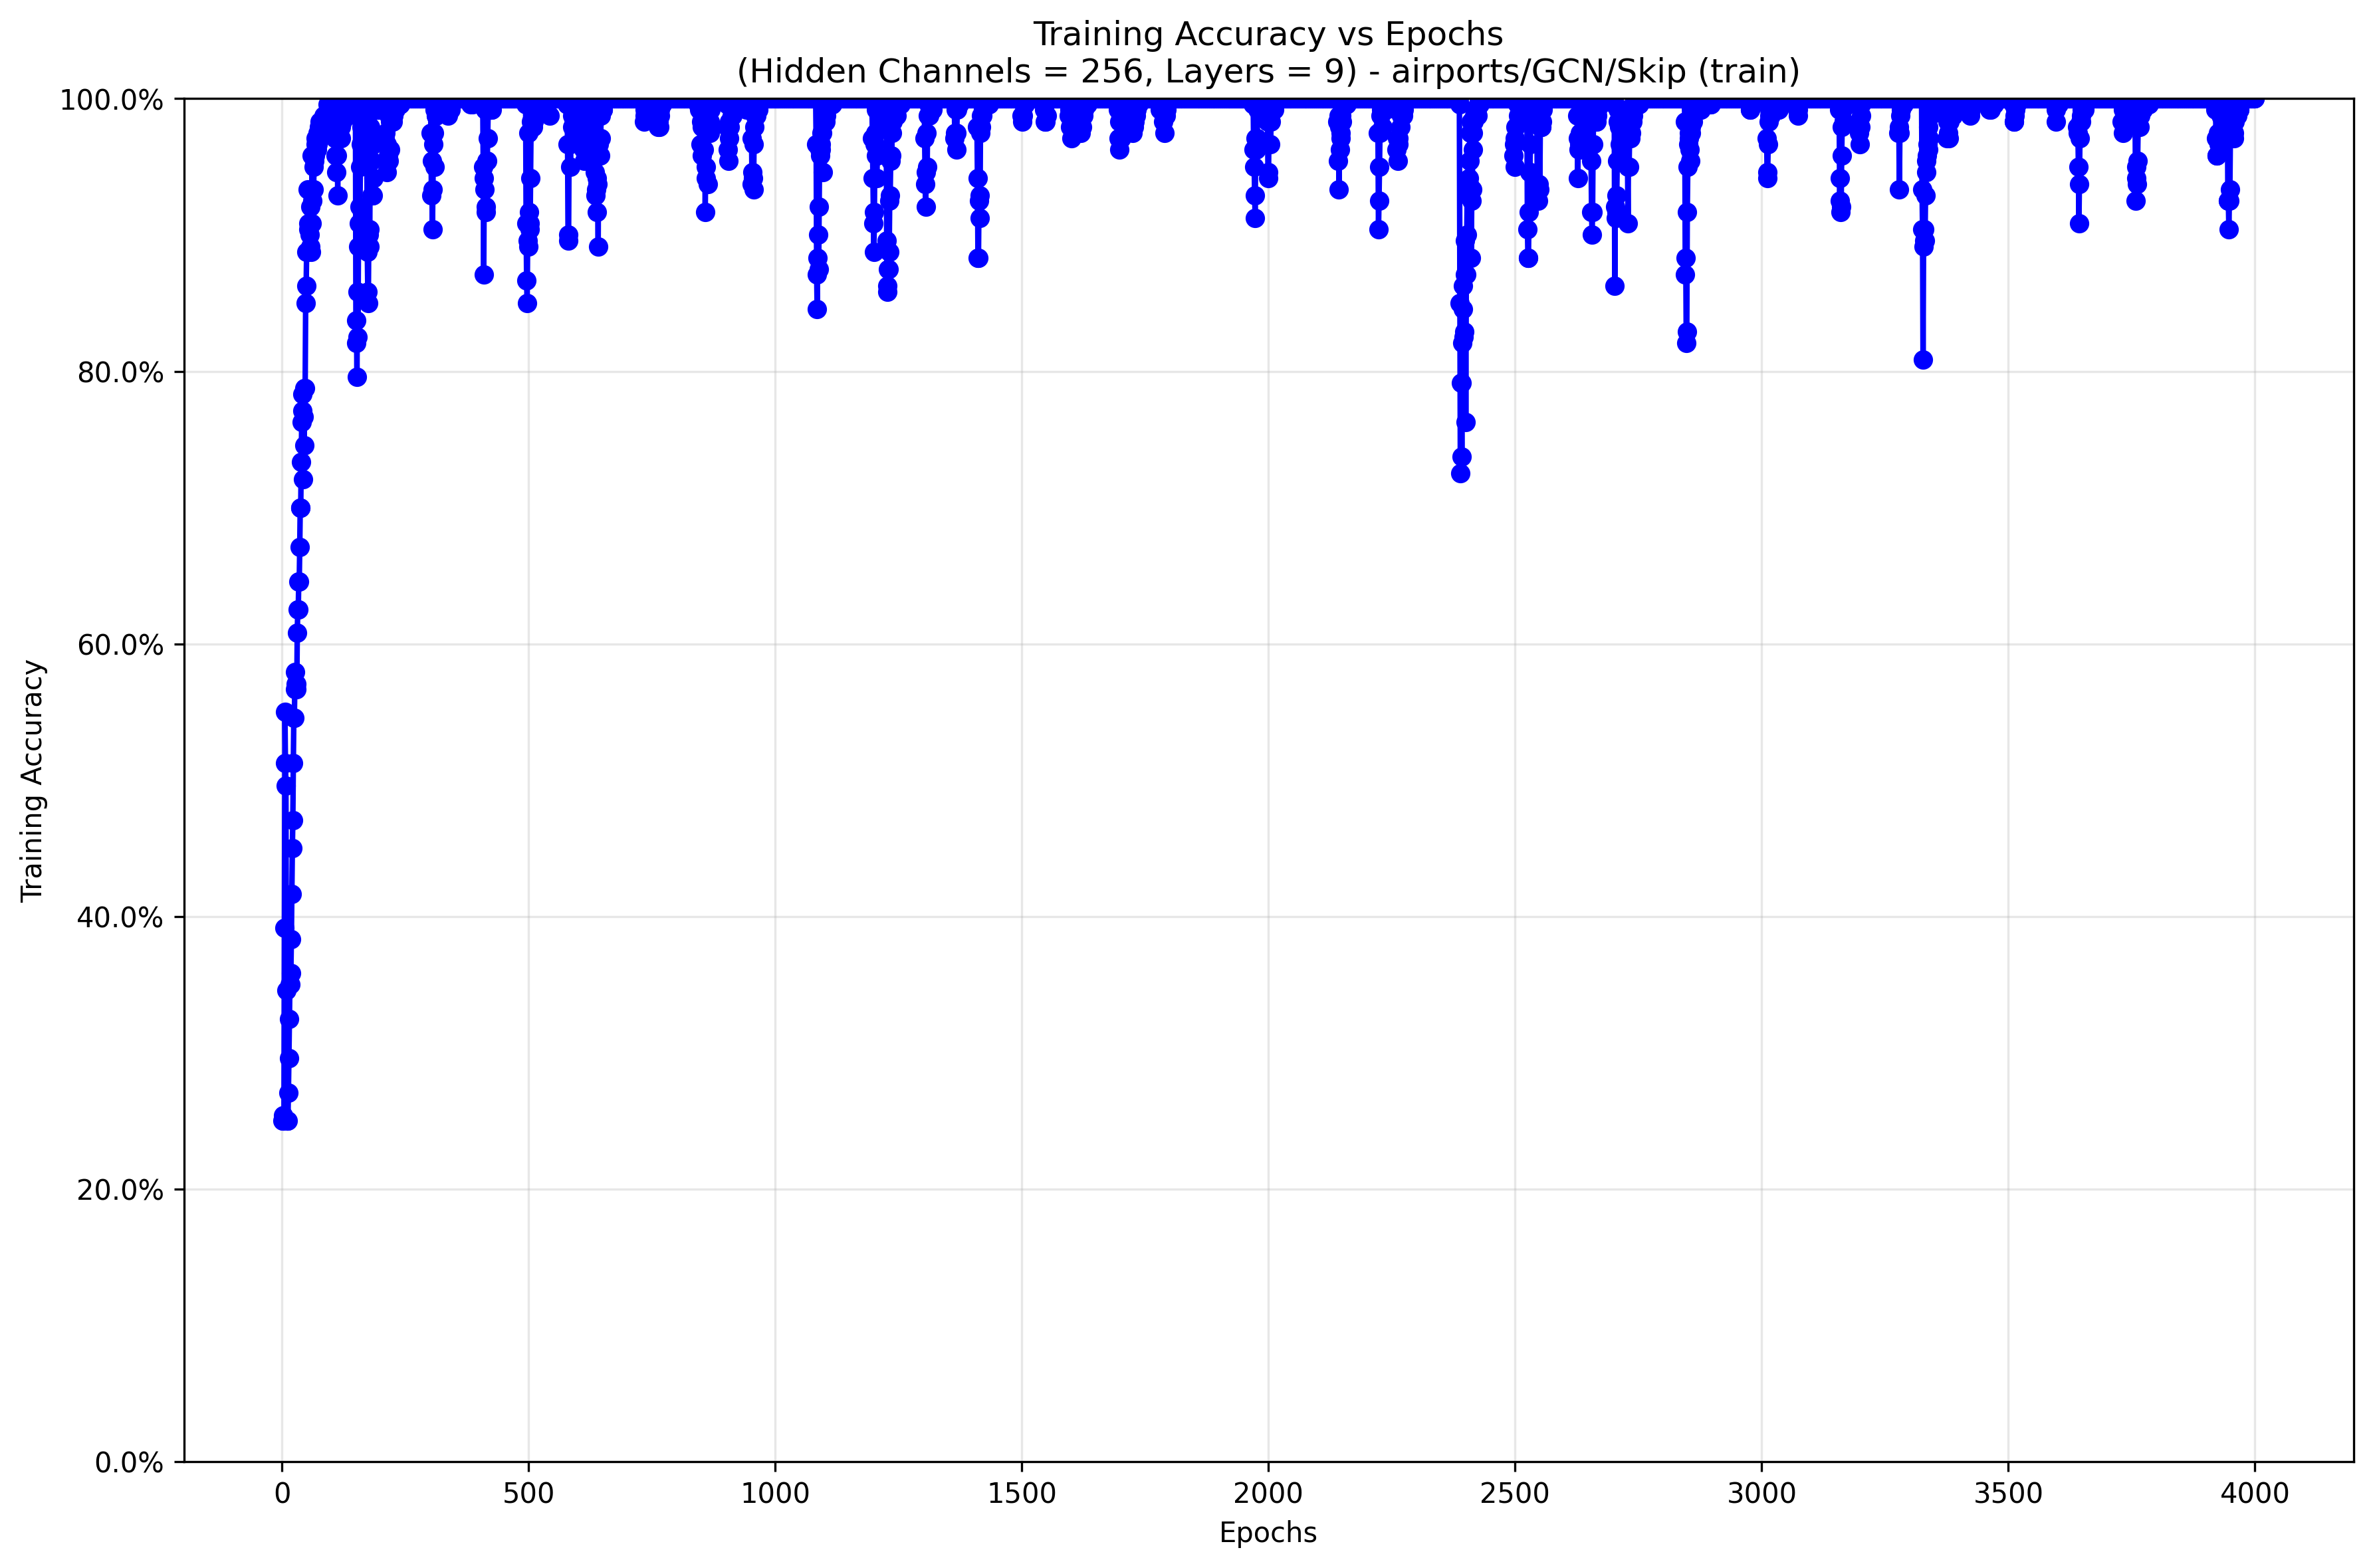 Training Accuracy vs Epochs
(Hidden Channels = 256, Layers = 9) - airports/GCN/Skip (train)
100.0%
80.0%
60.0%
40.0%
20.0%
0.0%
Training Accuracy
0 500 1000 1500 2000 2500 3000 3500 4000
Epochs